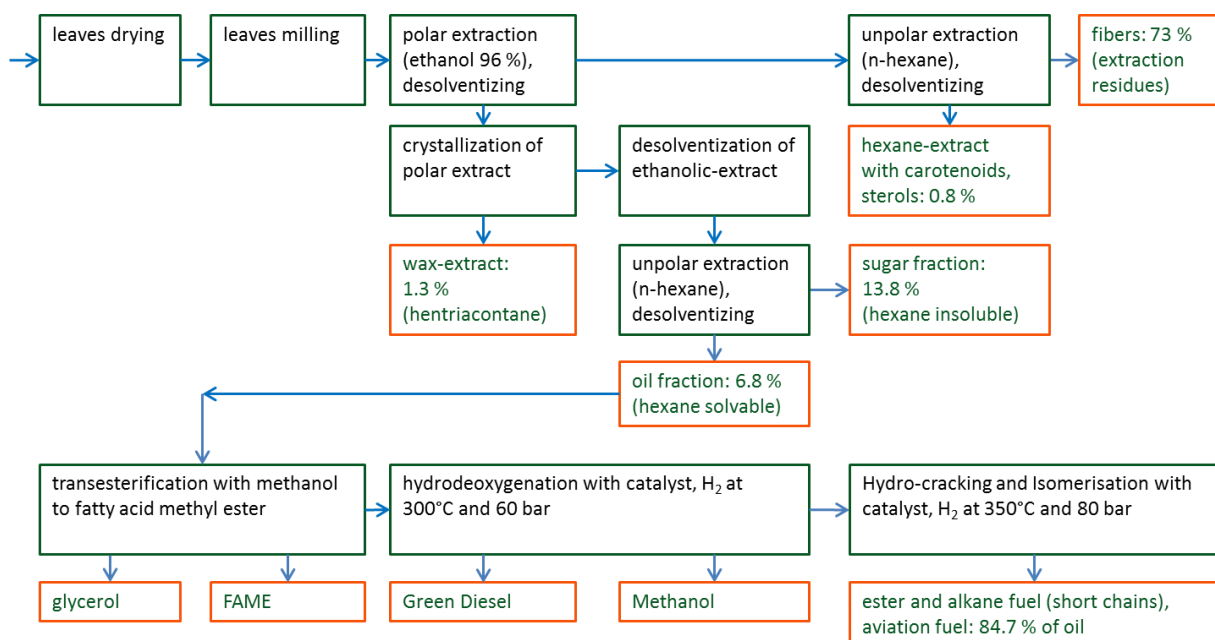 leaves drying
leaves milling
polar extraction
(ethanol 96 %),
desolventizing
unpolar extraction
(n-hexane),
desolventizing
fibers: 73 %
(extraction
residues)
crystallization of
polar extract
desolventization of
ethanolic-extract
hexane-extract
with carotenoids,
sterols: 0.8 %
wax-extract:
1.3 %
(hentriacontane)
unpolar extraction
(n-hexane),
desolventizing
sugar fraction:
13.8 %
(hexane insoluble)
oil fraction: 6.8 %
(hexane solvable)
transesterification with methanol
to fatty acid methyl ester
hydrodeoxygenation with catalyst, H₂ at
300°C and 60 bar
Hydro-cracking and Isomerisation with
catalyst, H₂ at 350°C and 80 bar
glycerol
FAME
Green Diesel
Methanol
ester and alkane fuel (short chains),
aviation fuel: 84.7 % of oil